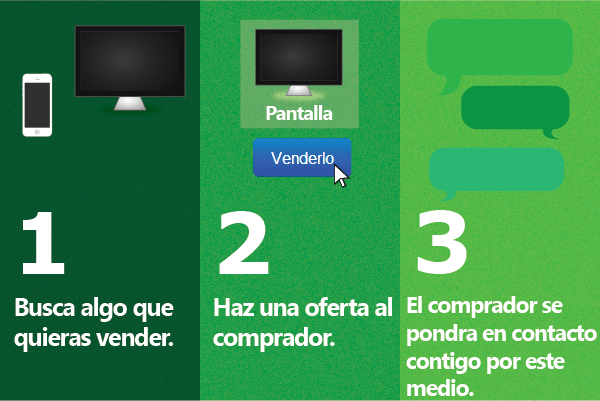 Pantalla
Venderlo
1
2
3
Busca algo que
quieras vender.
Haz una oferta al
comprador.
El comprador se
pondra en contacto
contigo por este
medio.